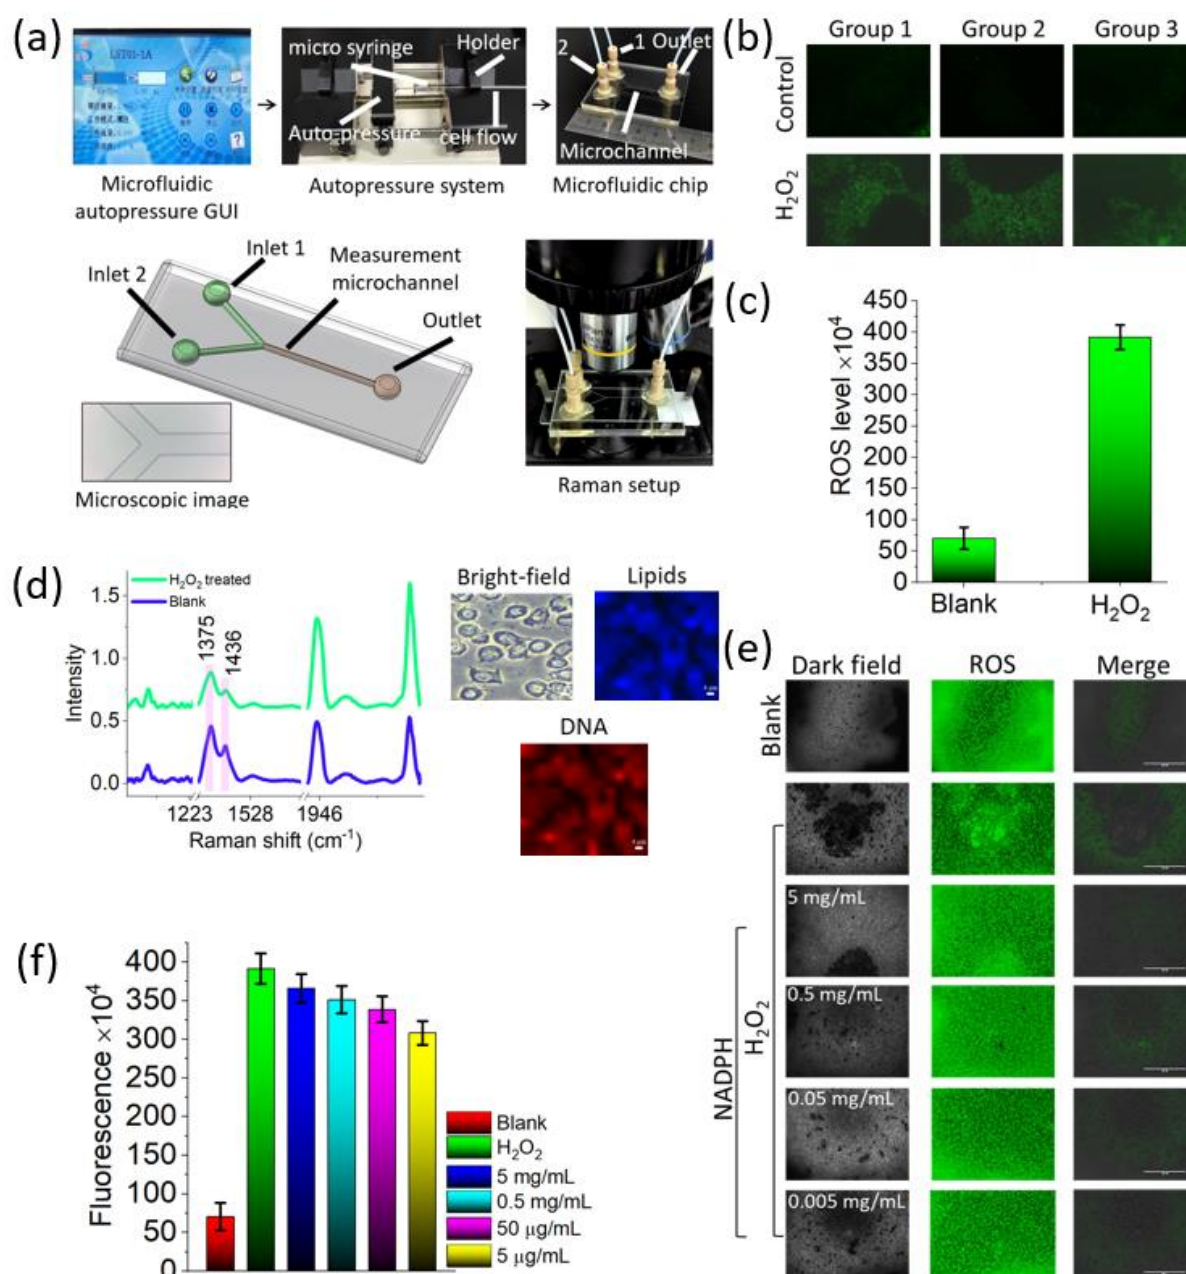 (a)
LST01-1A
micro syringe
Holder
Auto-pressure
cell flow
2
1 Outlet
Microchannel
Microfluidic
autopressure GUI
Autopressure system
Microfluidic chip
Inlet 1
Inlet 2
Measurement
microchannel
Outlet
Microscopic image
Raman setup
(b)
Group 1
Group 2
Group 3
Control
H₂O₂
(c)
ROS level ×10⁴
450
400
350
300
250
200
150
100
50
0
Blank
H₂O₂
(d)
H₂O₂ treated
Blank
1375
1436
1.5
1.0
0.5
0.0
Intensity
1223
1528
1946
Raman shift (cm⁻¹)
Bright-field
Lipids
DNA
(e)
Dark field
ROS
Merge
Blank
H₂O₂
NADPH
5 mg/mL
0.5 mg/mL
0.05 mg/mL
0.005 mg/mL
(f)
Fluorescence ×10⁴
400
350
300
250
200
150
100
50
0
Blank
H₂O₂
5 mg/mL
0.5 mg/mL
50 µg/mL
5 µg/mL